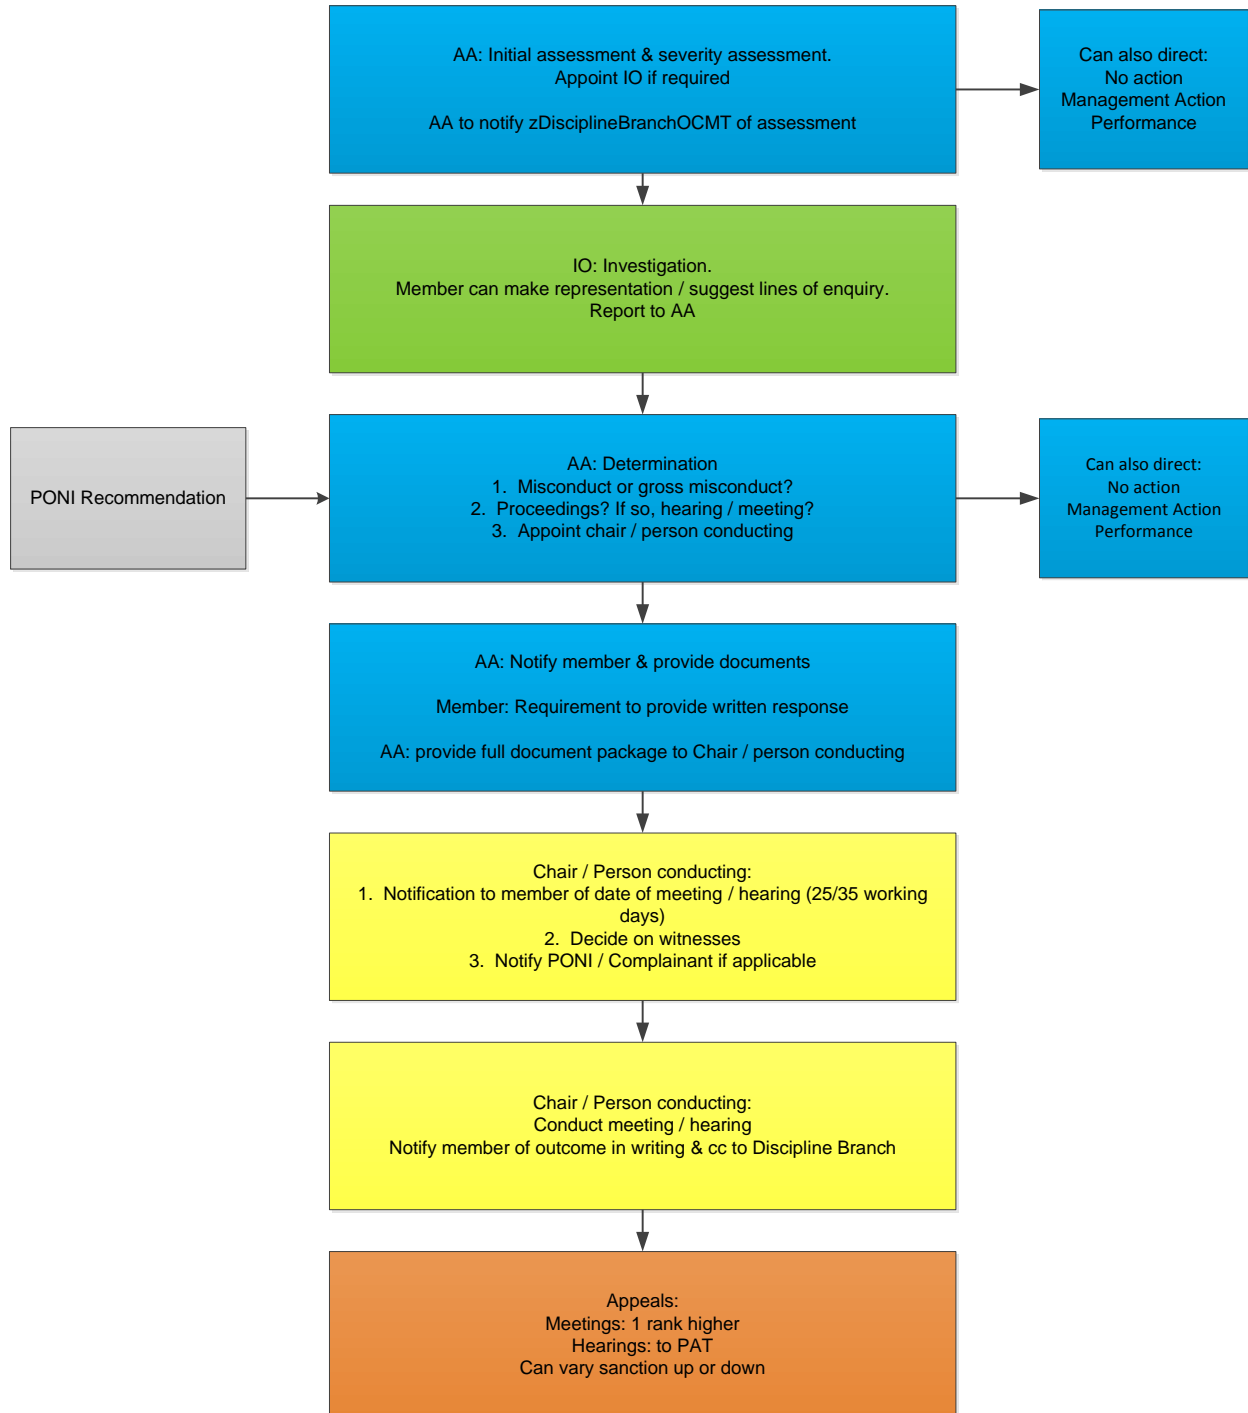 AA: Initial assessment & severity assessment.
Appoint IO if required
AA to notify zDisciplineBranchOCMT of assessment
Can also direct:
No action
Management Action
Performance
IO: Investigation.
Member can make representation / suggest lines of enquiry.
Report to AA
PONI Recommendation
AA: Determination
1. Misconduct or gross misconduct?
2. Proceedings? If so, hearing / meeting?
3. Appoint chair / person conducting
Can also direct:
No action
Management Action
Performance
AA: Notify member & provide documents
Member: Requirement to provide written response
AA: provide full document package to Chair / person conducting
Chair / Person conducting:
1. Notification to member of date of meeting / hearing (25/35 working
days)
2. Decide on witnesses
3. Notify PONI / Complainant if applicable
Chair / Person conducting:
Conduct meeting / hearing
Notify member of outcome in writing & cc to Discipline Branch
Appeals:
Meetings: 1 rank higher
Hearings: to PAT
Can vary sanction up or down